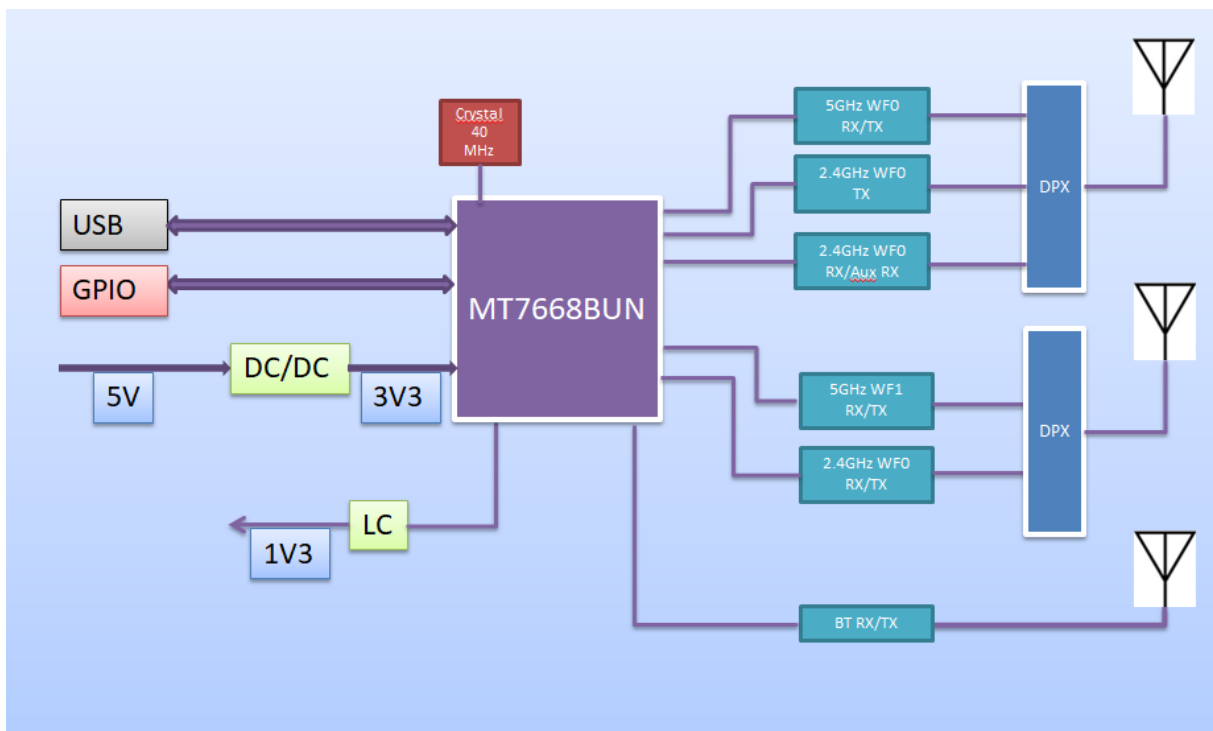 Crystal
40
MHz
USB
GPIO
5V
DC/DC
3V3
LC
1V3
MT7668BUN
5GHz WF0
RX/TX
2.4GHz WF0
TX
2.4GHz WF0
RX/Aux RX
DPX
5GHz WF1
RX/TX
2.4GHz WF0
RX/TX
DPX
BT RX/TX